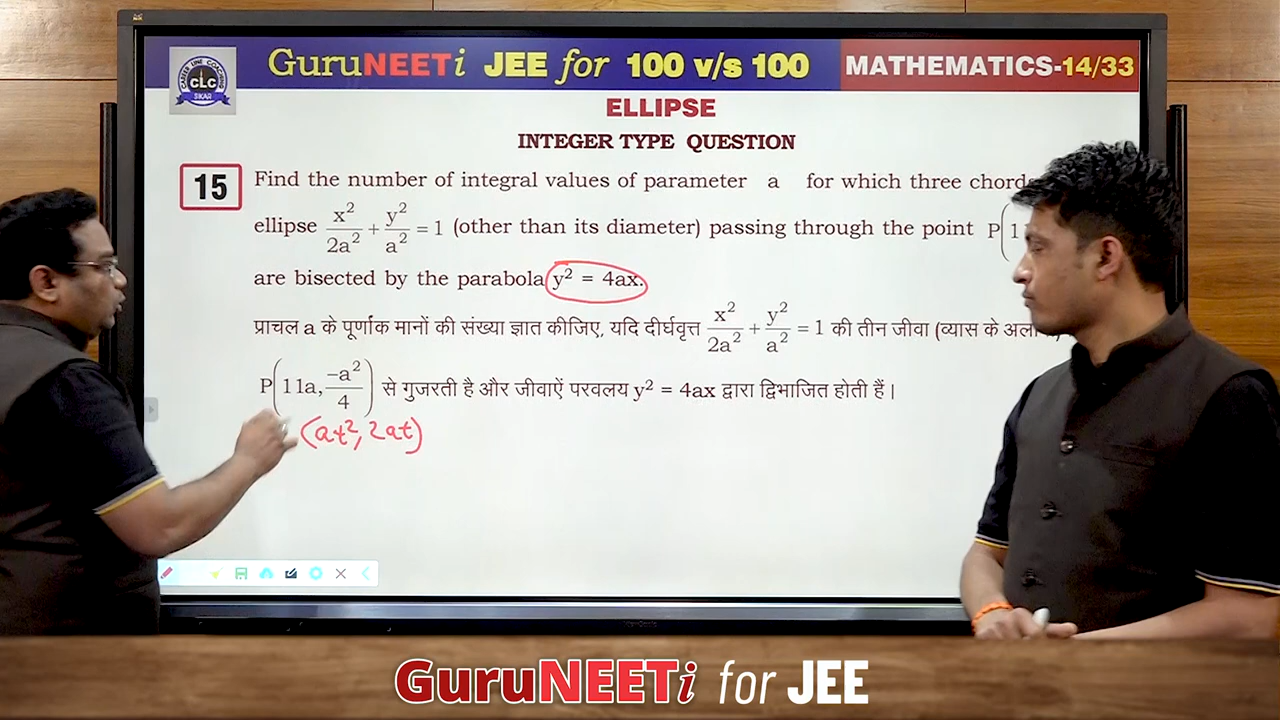 GuruNEETi JEE for 100 v/s 100 MATHEMATICS-14/33
CLC
SIKAR
ELLIPSE
INTEGER TYPE QUESTION
15 Find the number of integral values of parameter a for which three chord
ellipse x²/2a² + y²/a² = 1 (other than its diameter) passing through the point P(1
are bisected by the parabola y² = 4ax.
प्राचल a के पूर्णांक मानों की संख्या ज्ञात कीजिए, यदि दीर्घवृत्त x²/2a² + y²/a² = 1 की तीन जीवा (व्यास के
P(11a, -a²/4) से गुजरती है और जीवाऐं परवलय y² = 4ax द्वारा द्विभाजित होती हैं।
(at², 2at)
GuruNEETi for JEE